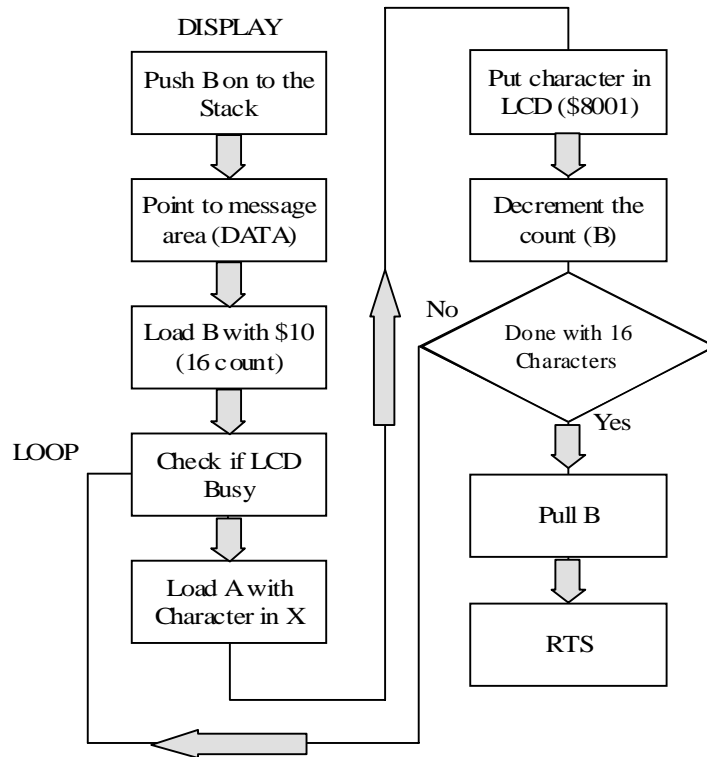 DISPLAY
Push B on to the
Stack
Point to message
area (DATA)
Load B with $10
(16 count)
LOOP
Check if LCD
Busy
Load A with
Character in X
Put character in
LCD ($8001)
Decrement the
count (B)
No
Done with 16
Characters
Yes
Pull B
RTS